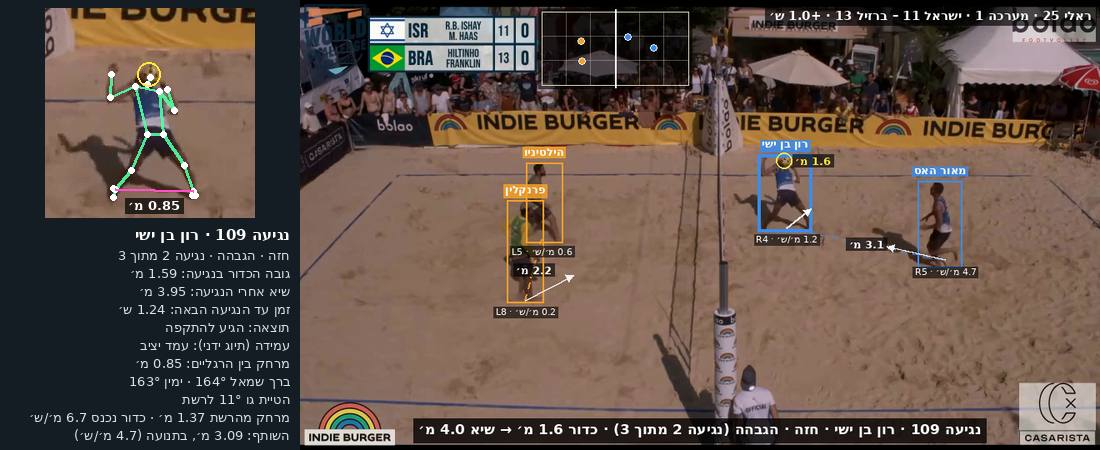 ראלי 25 · מערכה 1 · ישראל 11 – ברזיל 13 · +1.0 ש׳
bolao
FOOTVOLLEY
WORLD
ISR R.B. ISHAY M. HAAS 11 0
BRA HILTINHO FRANKLIN 13 0
INDIE BURGER
INDIE BURGER
bolao
CASARISTA
הילטיניו
פרנקלין
רון בן ישי
מאור האס
1.6 מ׳
3.1 מ׳
2.2 מ׳
L5 · 0.6 מ׳/ש׳
L8 · 0.2 מ׳/ש׳
R4 · 1.2 מ׳/ש׳
R5 · 4.7 מ׳/ש׳
0.85 מ׳
נגיעה 109 · רון בן ישי
חזה · הגבהה · נגיעה 2 מתוך 3
גובה הכדור בנגיעה: 1.59 מ׳
שיא אחרי הנגיעה: 3.95 מ׳
זמן עד הנגיעה הבאה: 1.24 ש׳
תוצאה: הגיע להתקפה
עמידה (תיוג ידני): עמד יציב
מרחק בין הרגליים: 0.85 מ׳
ברך שמאל 164° · ימין 163°
הטיית גו 11° לרשת
מרחק מהרשת 1.37 מ׳ · כדור נכנס 6.7 מ׳/ש׳
השותף: 3.09 מ׳, בתנועה (4.7 מ׳/ש׳)
OFFICIAL
INDIE BURGER
CASARISTA
נגיעה 109 · רון בן ישי · חזה · הגבהה (נגיעה 2 מתוך 3) · כדור 1.6 מ׳ → שיא 4.0 מ׳